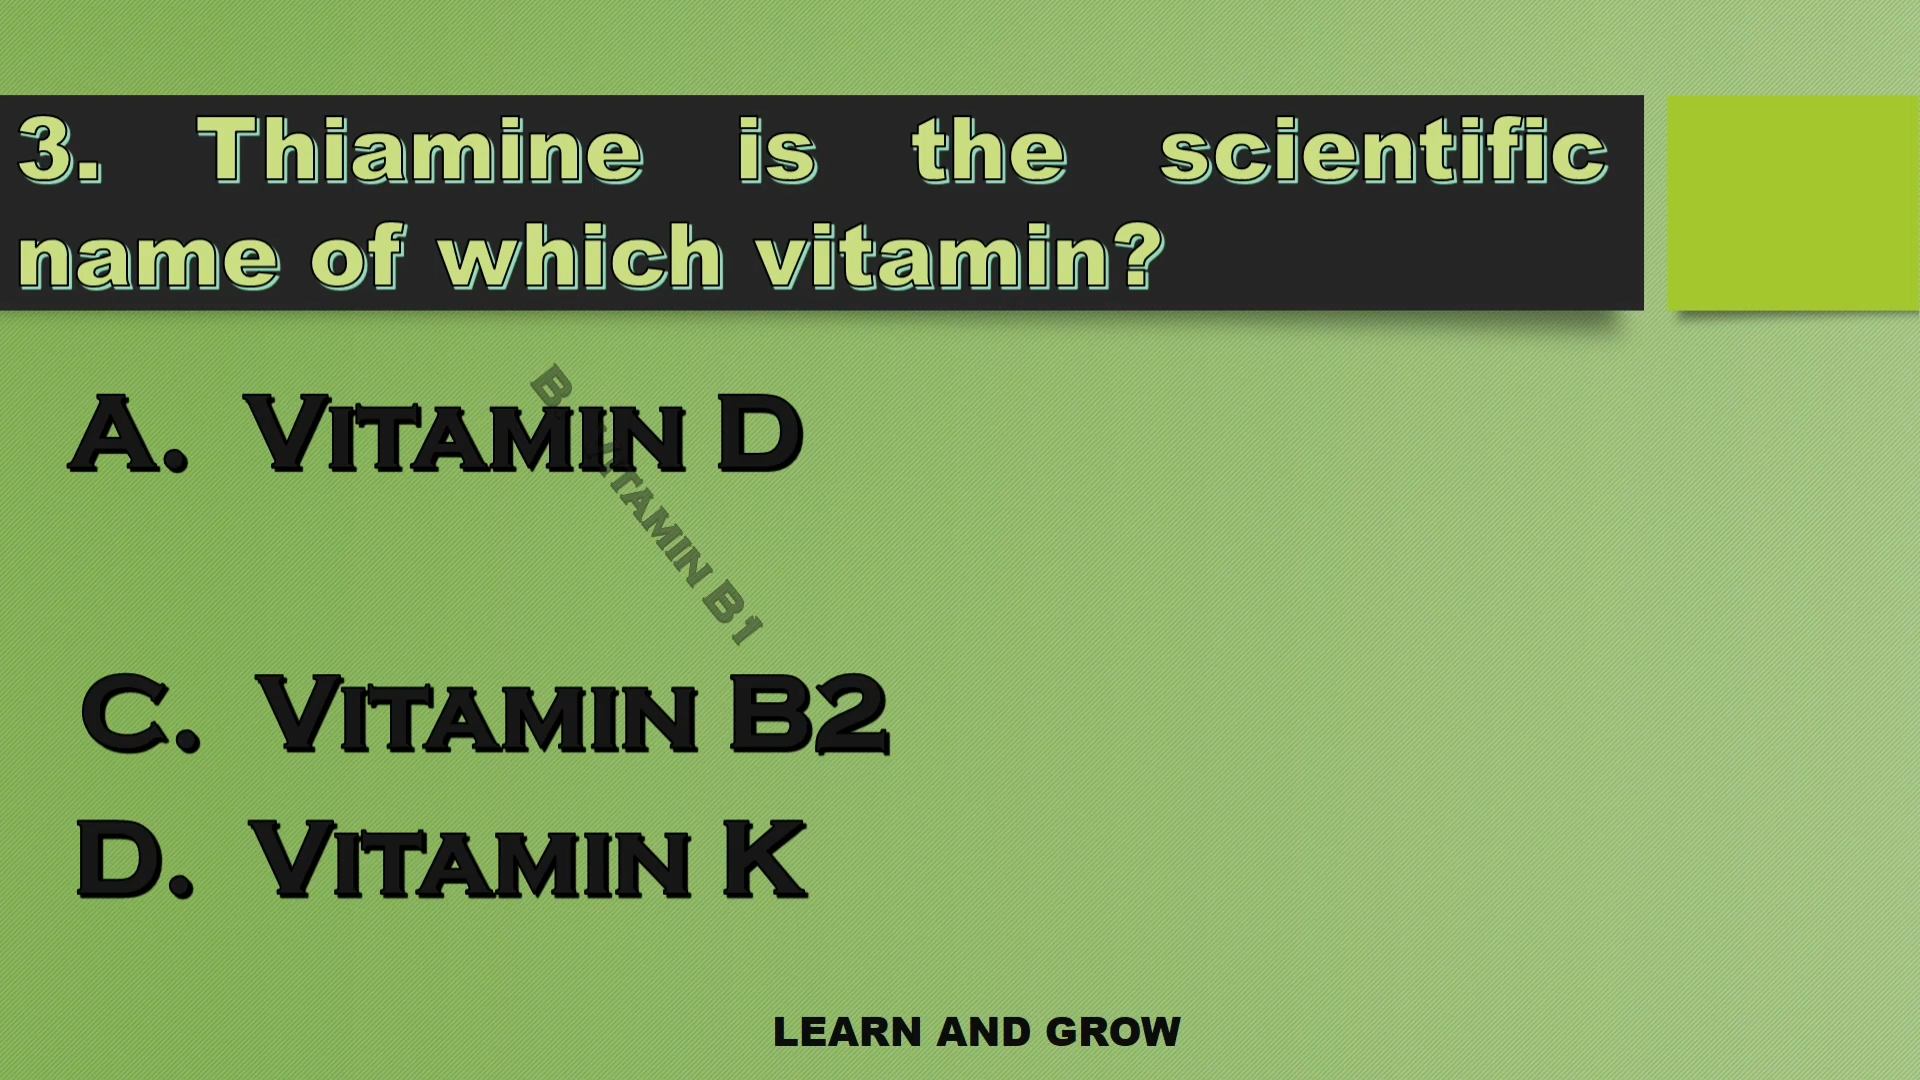 3. Thiamine is the scientific
name of which vitamin?
A. Vitamin D
B. Vitamin B1
C. Vitamin B2
D. Vitamin K
LEARN AND GROW